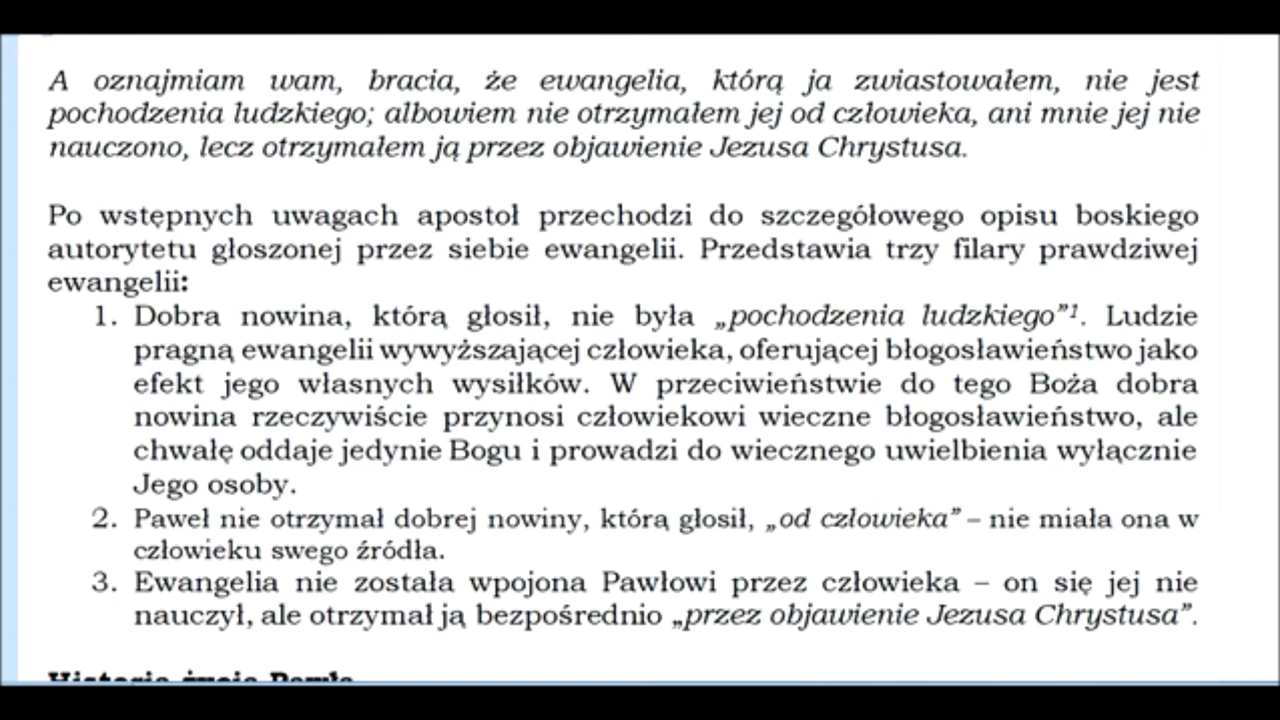 A oznajmiam wam, bracia, że ewangelia, którą ja zwiastowałem, nie jest
pochodzenia ludzkiego; albowiem nie otrzymałem jej od człowieka, ani mnie jej nie
nauczono, lecz otrzymałem ją przez objawienie Jezusa Chrystusa.
Po wstępnych uwagach apostoł przechodzi do szczegółowego opisu boskiego
autorytetu głoszonej przez siebie ewangelii. Przedstawia trzy filary prawdziwej
ewangelii:
1. Dobra nowina, którą głosił, nie była „pochodzenia ludzkiego”¹. Ludzie
pragną ewangelii wywyższającej człowieka, oferującej błogosławieństwo jako
efekt jego własnych wysiłków. W przeciwieństwie do tego Boża dobra
nowina rzeczywiście przynosi człowiekowi wieczne błogosławieństwo, ale
chwałę oddaje jedynie Bogu i prowadzi do wiecznego uwielbienia wyłącznie
Jego osoby.
2. Paweł nie otrzymał dobrej nowiny, którą głosił, „od człowieka” – nie miała ona w
człowieku swego źródła.
3. Ewangelia nie została wpojona Pawłowi przez człowieka – on się jej nie
nauczył, ale otrzymał ją bezpośrednio „przez objawienie Jezusa Chrystusa”.
Historia życia Pawła